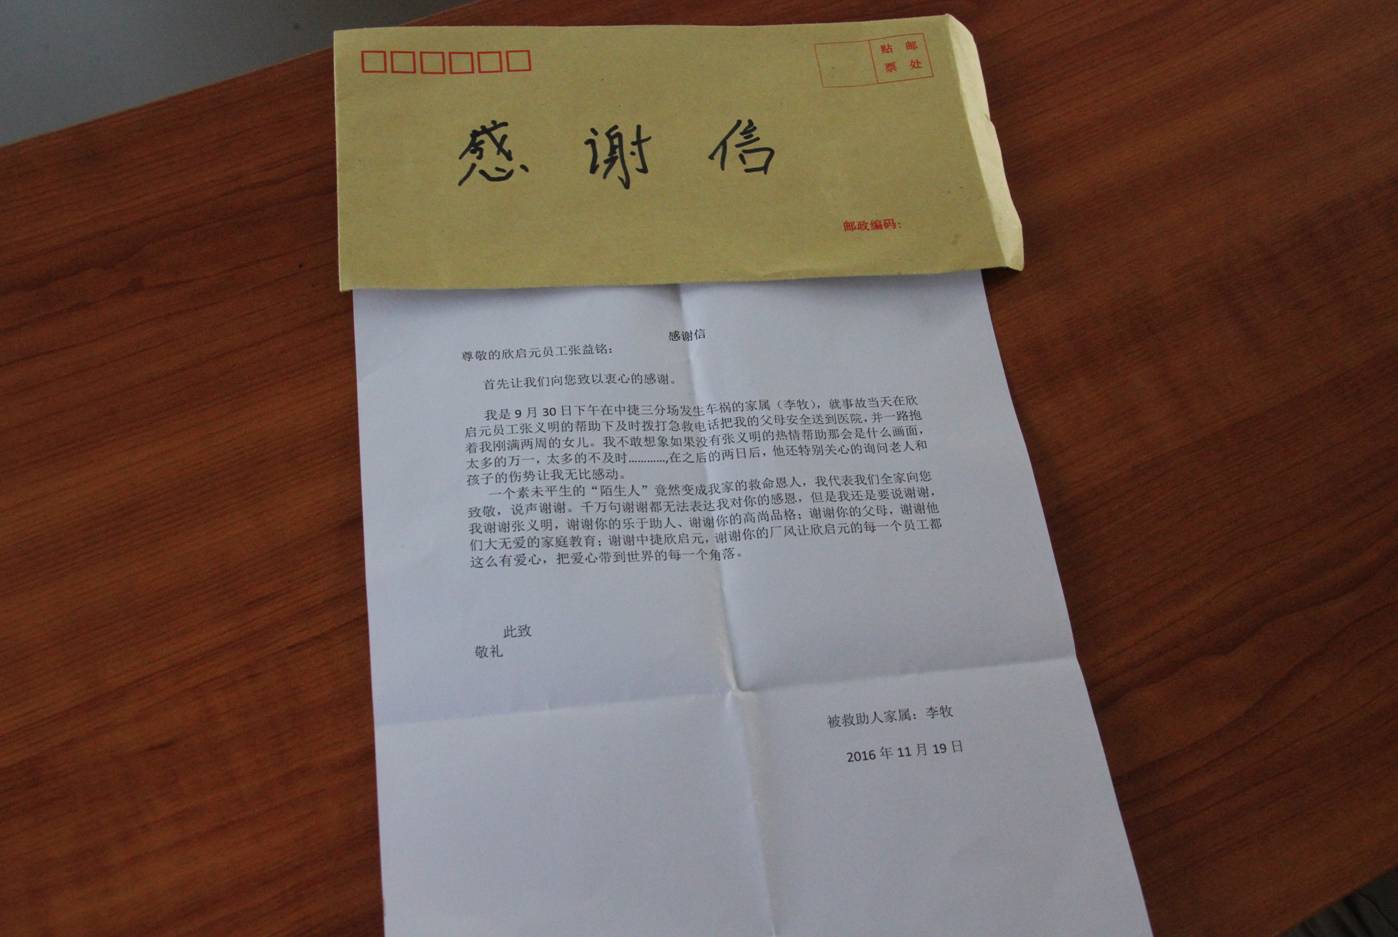 贴 邮
票 处
感谢信
邮政编码：
感谢信
尊敬的欣启元员工张益铭：
首先让我们向您致以衷心的感谢。
我是 9 月 30 日下午在中捷三分场发生车祸的家属（李牧），就事故当天在欣
启元员工张义明的帮助下及时拨打急救电话把我的父母安全送到医院，并一路抱
着我刚满两周的女儿。我不敢想象如果没有张义明的热情帮助那会是什么画面，
太多的万一，太多的不及时…………,在之后的两日后，他还特别关心的询问老人和
孩子的伤势让我无比感动。
一个素未平生的“陌生人”竟然变成我家的救命恩人，我代表我们全家向您
致敬，说声谢谢。千万句谢谢都无法表达我对你的感恩，但是我还是要说谢谢，
我谢谢张义明，谢谢你的乐于助人、谢谢你的高尚品格；谢谢你的父母，谢谢他
们大无爱的家庭教育；谢谢中捷欣启元，谢谢你的厂风让欣启元的每一个员工都
这么有爱心，把爱心带到世界的每一个角落。
此致
敬礼
被救助人家属：李牧
2016 年 11 月 19 日